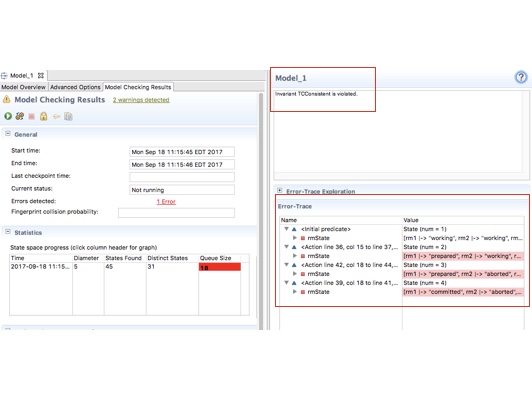 Model_1
Model Overview Advanced Options Model Checking Results
Model Checking Results 2 warnings detected
General
Start time: Mon Sep 18 11:15:45 EDT 2017
End time: Mon Sep 18 11:15:46 EDT 2017
Last checkpoint time:
Current status: Not running
Errors detected: 1 Error
Fingerprint collision probability:
Statistics
State space progress (click column header for graph)
Time Diameter States Found Distinct States Queue Size
2017-09-18 11:15... 5 45 31 18
Model_1
Invariant TCConsistent is violated.
Error-Trace Exploration
Error-Trace
Name Value
<Initial predicate> State (num = 1)
rmState [rm1 |-> "working", rm2 |-> "working", rm...
<Action line 36, col 15 to line 37,... State (num = 2)
rmState [rm1 |-> "prepared", rm2 |-> "working", r...
<Action line 42, col 18 to line 44,... State (num = 3)
rmState [rm1 |-> "prepared", rm2 |-> "aborted", r...
<Action line 39, col 18 to line 41,... State (num = 4)
rmState [rm1 |-> "committed", rm2 |-> "aborted",...